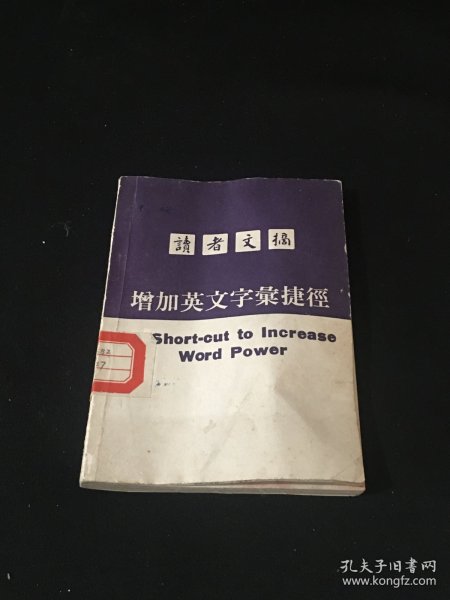 讀者文摘
增加英文字彙捷徑
Short-cut to Increase
Word Power
孔夫子旧书网
www.kongfz.com